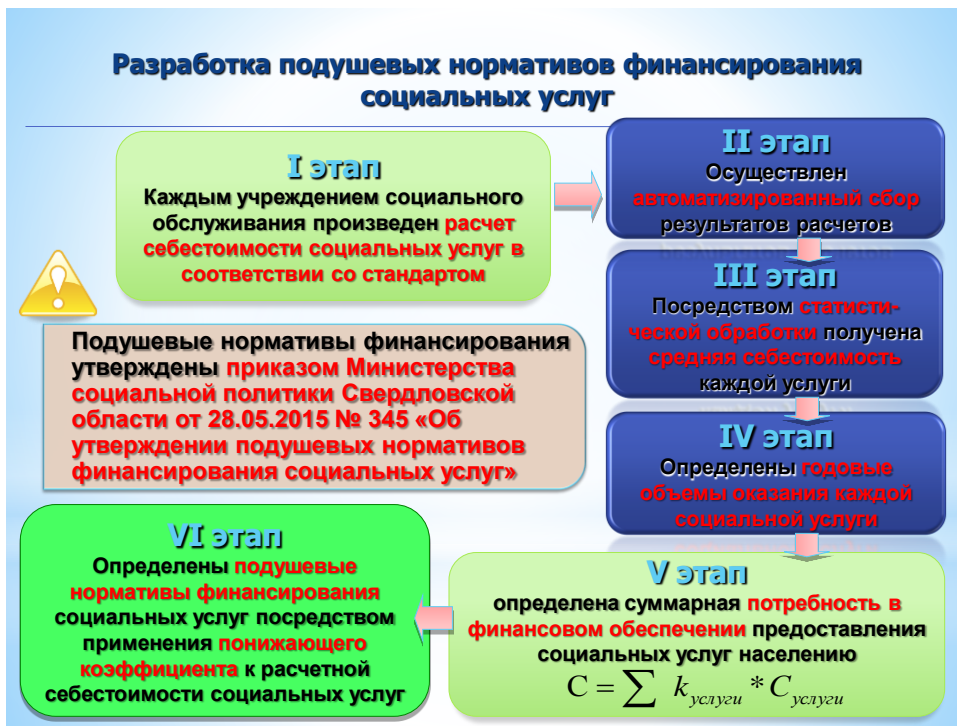 Разработка подушевых нормативов финансирования
социальных услуг
I этап
Каждым учреждением социального
обслуживания произведен расчет
себестоимости социальных услуг в
соответствии со стандартом
II этап
Осуществлен
автоматизированный сбор
результатов расчетов
III этап
Посредством статисти-
ческой обработки получена
средняя себестоимость
каждой услуги
Подушевые нормативы финансирования
утверждены приказом Министерства
социальной политики Свердловской
области от 28.05.2015 № 345 «Об
утверждении подушевых нормативов
финансирования социальных услуг»
IV этап
Определены годовые
объемы оказания каждой
социальной услуги
V этап
определена суммарная потребность в
финансовом обеспечении предоставления
социальных услуг населению
C = ∑ k услуги * C услуги
VI этап
Определены подушевые
нормативы финансирования
социальных услуг посредством
применения понижающего
коэффициента к расчетной
себестоимости социальных услуг